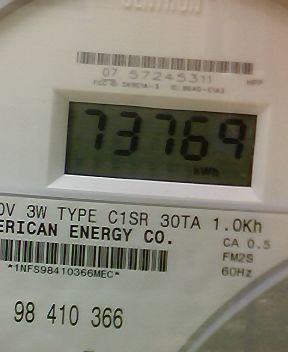 CENTRON
07 57245311
73769
kWh
0V 3W TYPE C1SR 30TA 1.0Kh
ERICAN ENERGY CO.
CA 0.5
FM2S
60Hz
*1NFS98410366MEC*
98 410 366